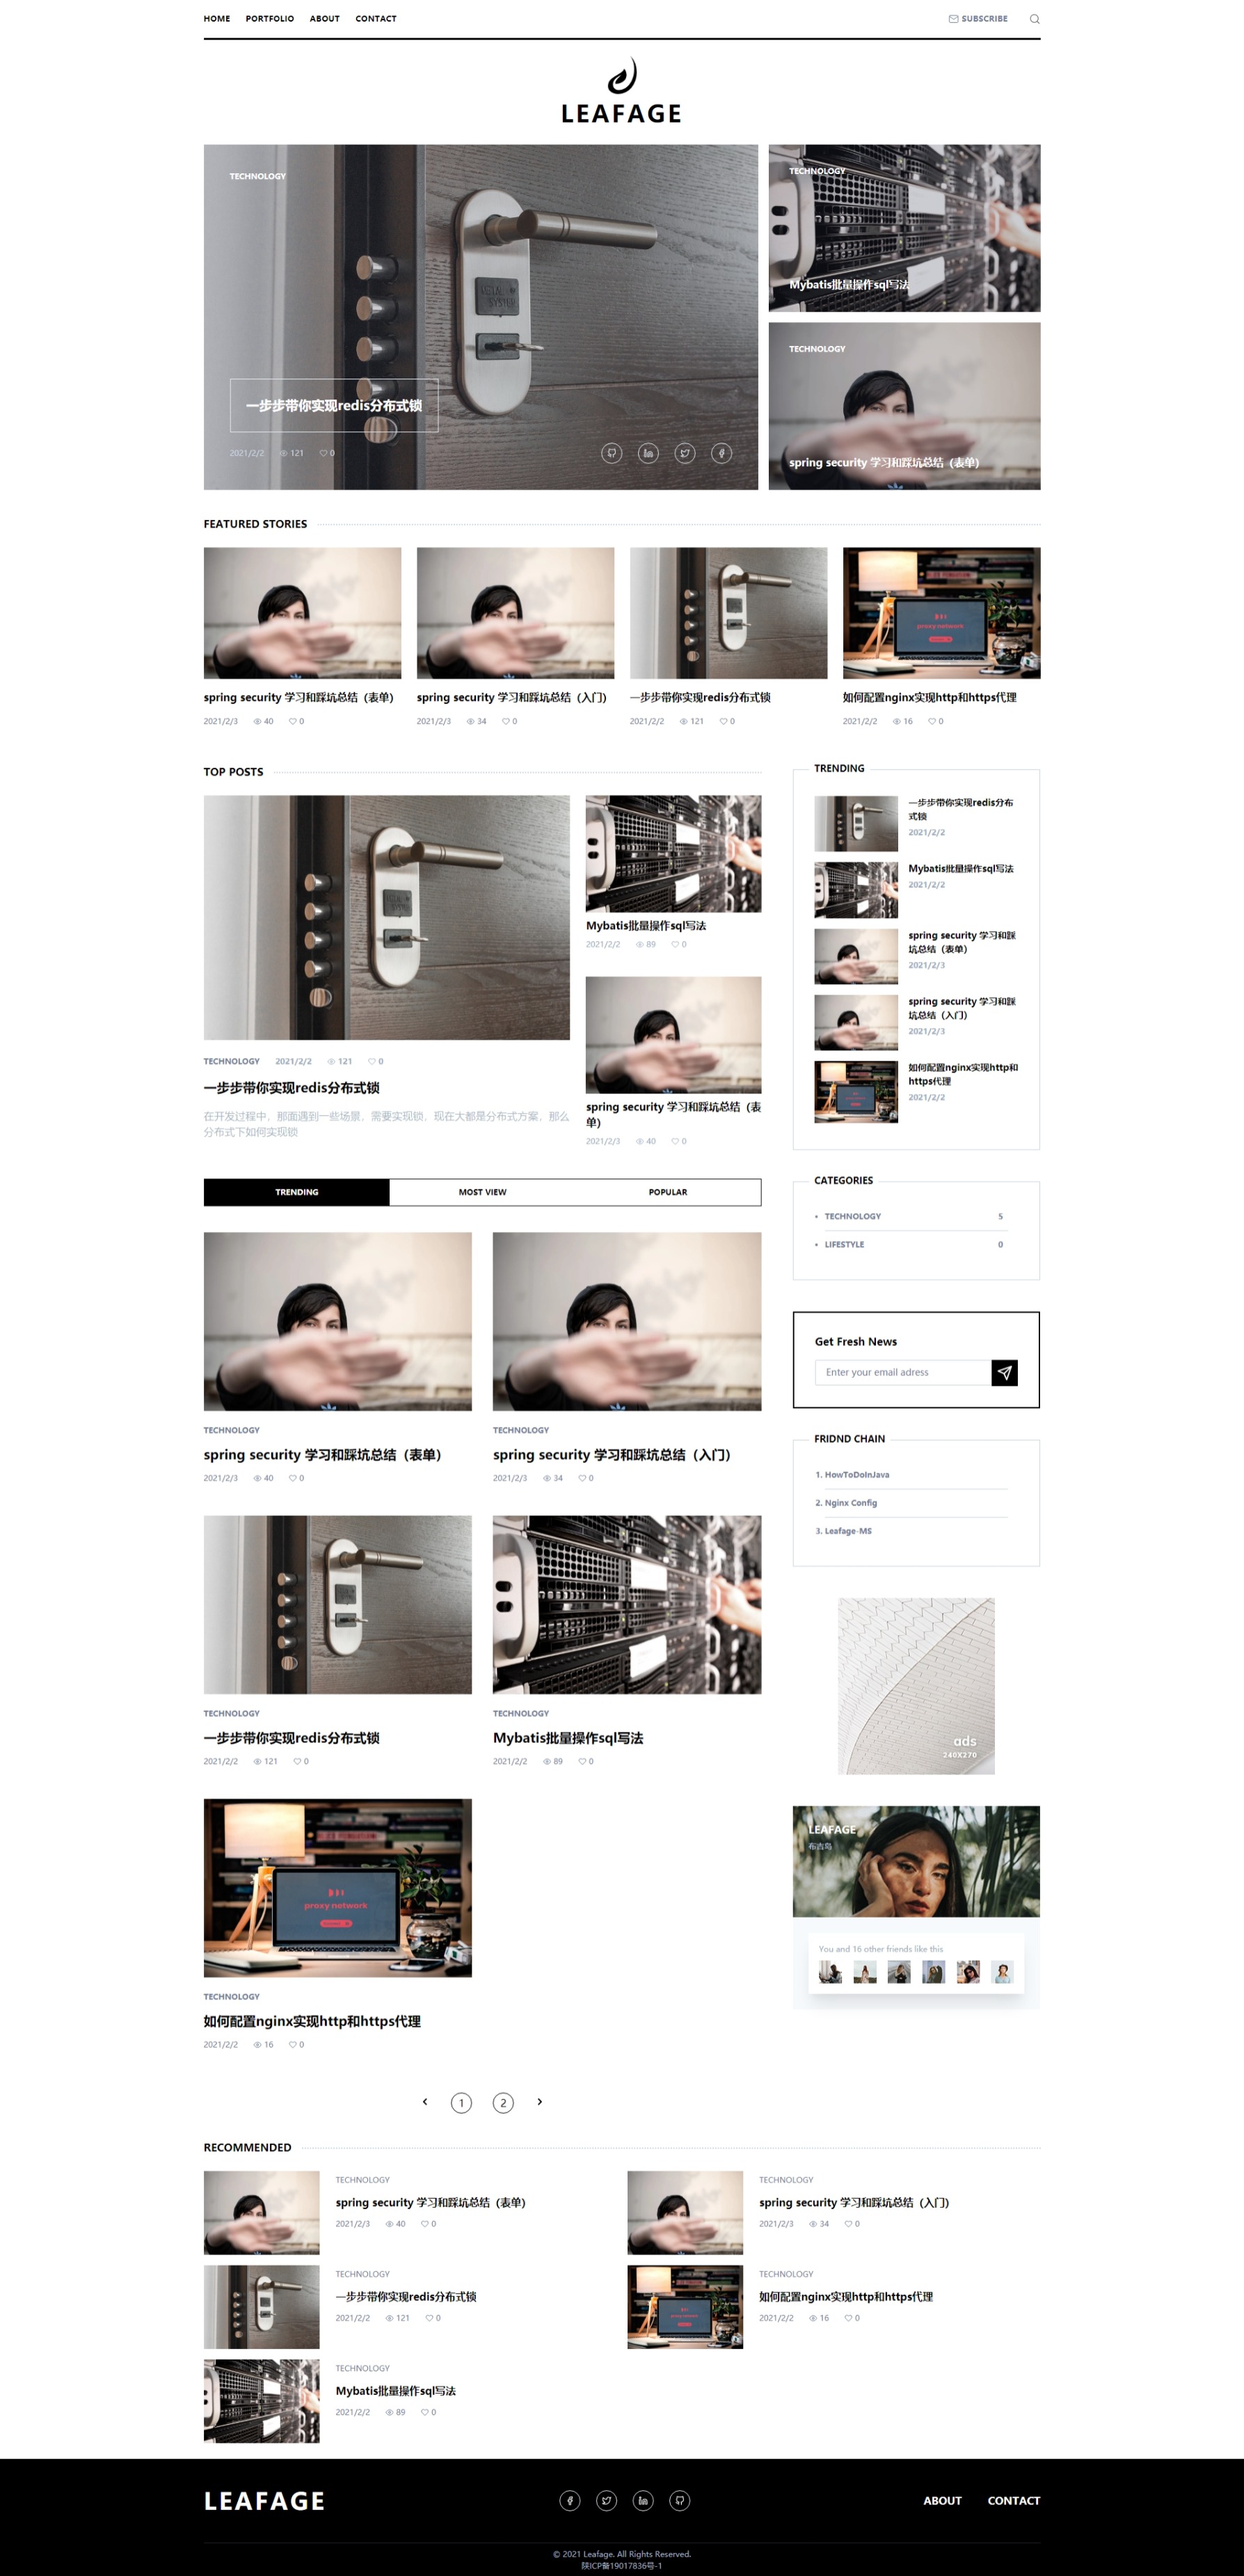 HOME PORTFOLIO ABOUT CONTACT SUBSCRIBE
LEAFAGE
TECHNOLOGY
一步步带你实现redis分布式锁
2021/2/2 121 0
TECHNOLOGY
Mybatis批量操作sql写法
TECHNOLOGY
spring security 学习和踩坑总结（表单）
FEATURED STORIES
spring security 学习和踩坑总结（表单）
2021/2/3 40 0
spring security 学习和踩坑总结（入门）
2021/2/3 34 0
一步步带你实现redis分布式锁
2021/2/2 121 0
如何配置nginx实现http和https代理
2021/2/2 16 0
TOP POSTS
TECHNOLOGY 2021/2/2 121 0
一步步带你实现redis分布式锁
在开发过程中，那面遇到一些场景，需要实现锁，现在大都是分布式方案，那么
分布式下如何实现锁
Mybatis批量操作sql写法
2021/2/2 89 0
spring security 学习和踩坑总结（表
单）
2021/2/3 40 0
TRENDING
一步步带你实现redis分布
式锁
2021/2/2
Mybatis批量操作sql写法
2021/2/2
spring security 学习和踩
坑总结（表单）
2021/2/3
spring security 学习和踩
坑总结（入门）
2021/2/3
如何配置nginx实现http和
https代理
2021/2/2
TRENDING MOST VIEW POPULAR
TECHNOLOGY
spring security 学习和踩坑总结（表单）
2021/2/3 40 0
TECHNOLOGY
spring security 学习和踩坑总结（入门）
2021/2/3 34 0
TECHNOLOGY
一步步带你实现redis分布式锁
2021/2/2 121 0
TECHNOLOGY
Mybatis批量操作sql写法
2021/2/2 89 0
proxy network
TECHNOLOGY
如何配置nginx实现http和https代理
2021/2/2 16 0
1 2
CATEGORIES
TECHNOLOGY 5
LIFESTYLE 0
Get Fresh News
Enter your email adress
FRIDND CHAIN
1. HowToDoInJava
2. Nginx Config
3. Leafage-MS
ads
240X270
LEAFAGE
布吉岛
You and 16 other friends like this
RECOMMENDED
TECHNOLOGY
spring security 学习和踩坑总结（表单）
2021/2/3 40 0
TECHNOLOGY
spring security 学习和踩坑总结（入门）
2021/2/3 34 0
TECHNOLOGY
一步步带你实现redis分布式锁
2021/2/2 121 0
TECHNOLOGY
如何配置nginx实现http和https代理
2021/2/2 16 0
TECHNOLOGY
Mybatis批量操作sql写法
2021/2/2 89 0
LEAFAGE
ABOUT CONTACT
© 2021 Leafage. All Rights Reserved.
陕ICP备19017836号-1